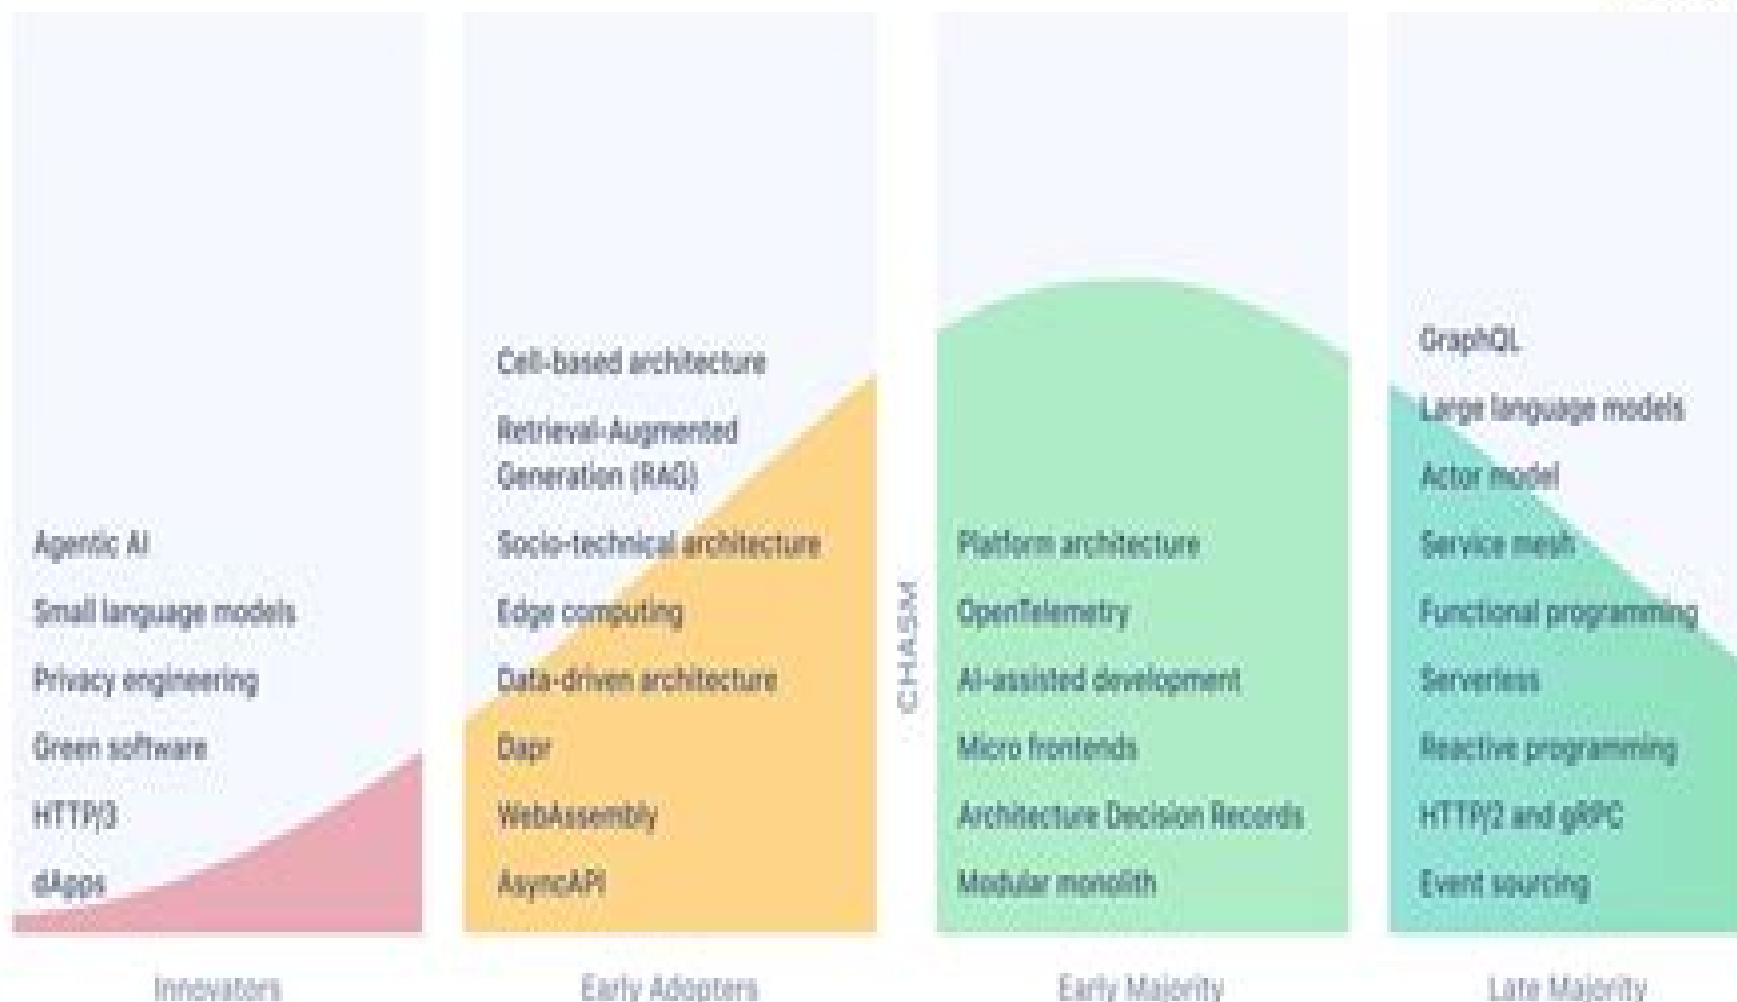 Agentic AI
Small language models
Privacy engineering
Green software
HTTP/3
dApps
Innovators
Cell-based architecture
Retrieval-Augmented
Generation (RAG)
Socio-technical architecture
Edge computing
Data-driven architecture
Dapr
WebAssembly
AsyncAPI
Early Adopters
CHASM
Platform architecture
OpenTelemetry
AI-assisted development
Micro frontends
Architecture Decision Records
Modular monolith
Early Majority
GraphQL
Large language models
Actor model
Service mesh
Functional programming
Serverless
Reactive programming
HTTP/2 and gRPC
Event sourcing
Late Majority